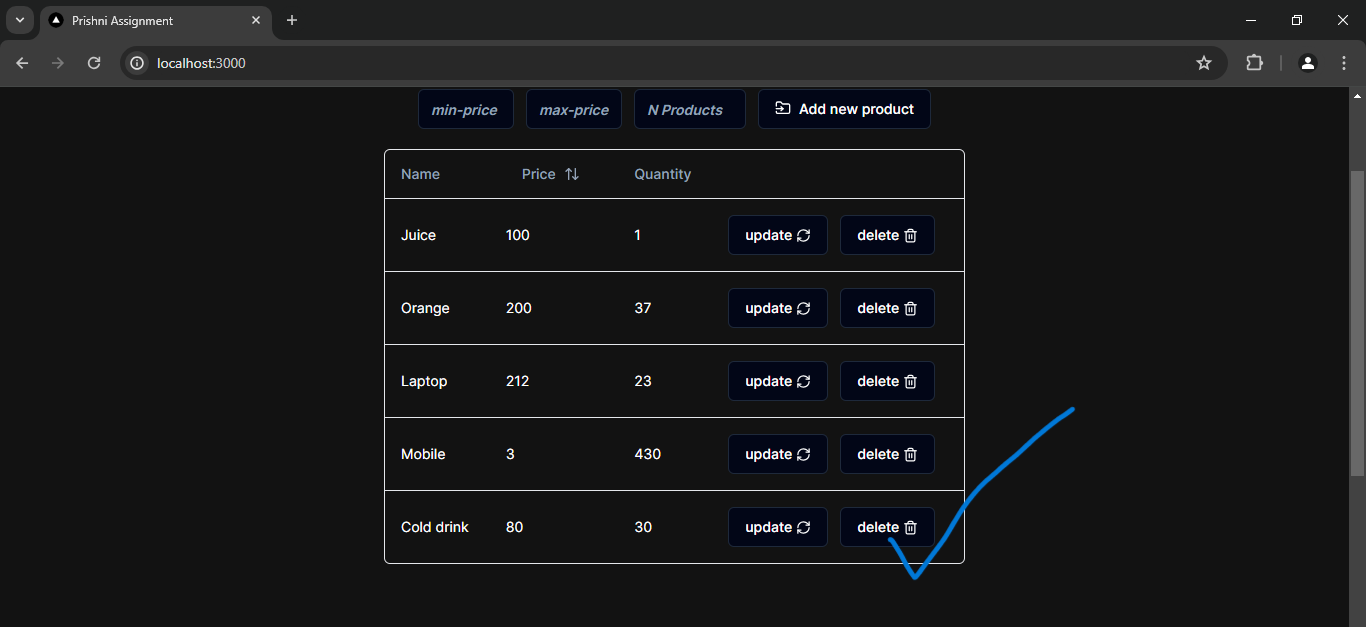 Prishni Assignment
localhost:3000
min-price max-price N Products Add new product
Name Price Quantity
Juice 100 1 update delete
Orange 200 37 update delete
Laptop 212 23 update delete
Mobile 3 430 update delete
Cold drink 80 30 update delete